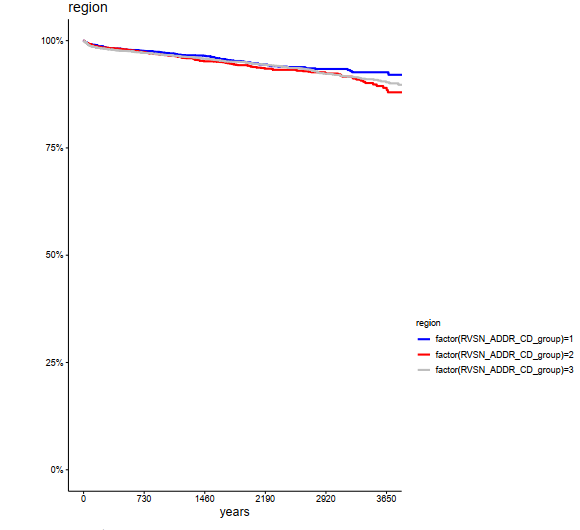 region
100%
75%
50%
25%
0%
0 730 1460 2190 2920 3650
years
region
factor(RVSN_ADDR_CD_group)=1
factor(RVSN_ADDR_CD_group)=2
factor(RVSN_ADDR_CD_group)=3